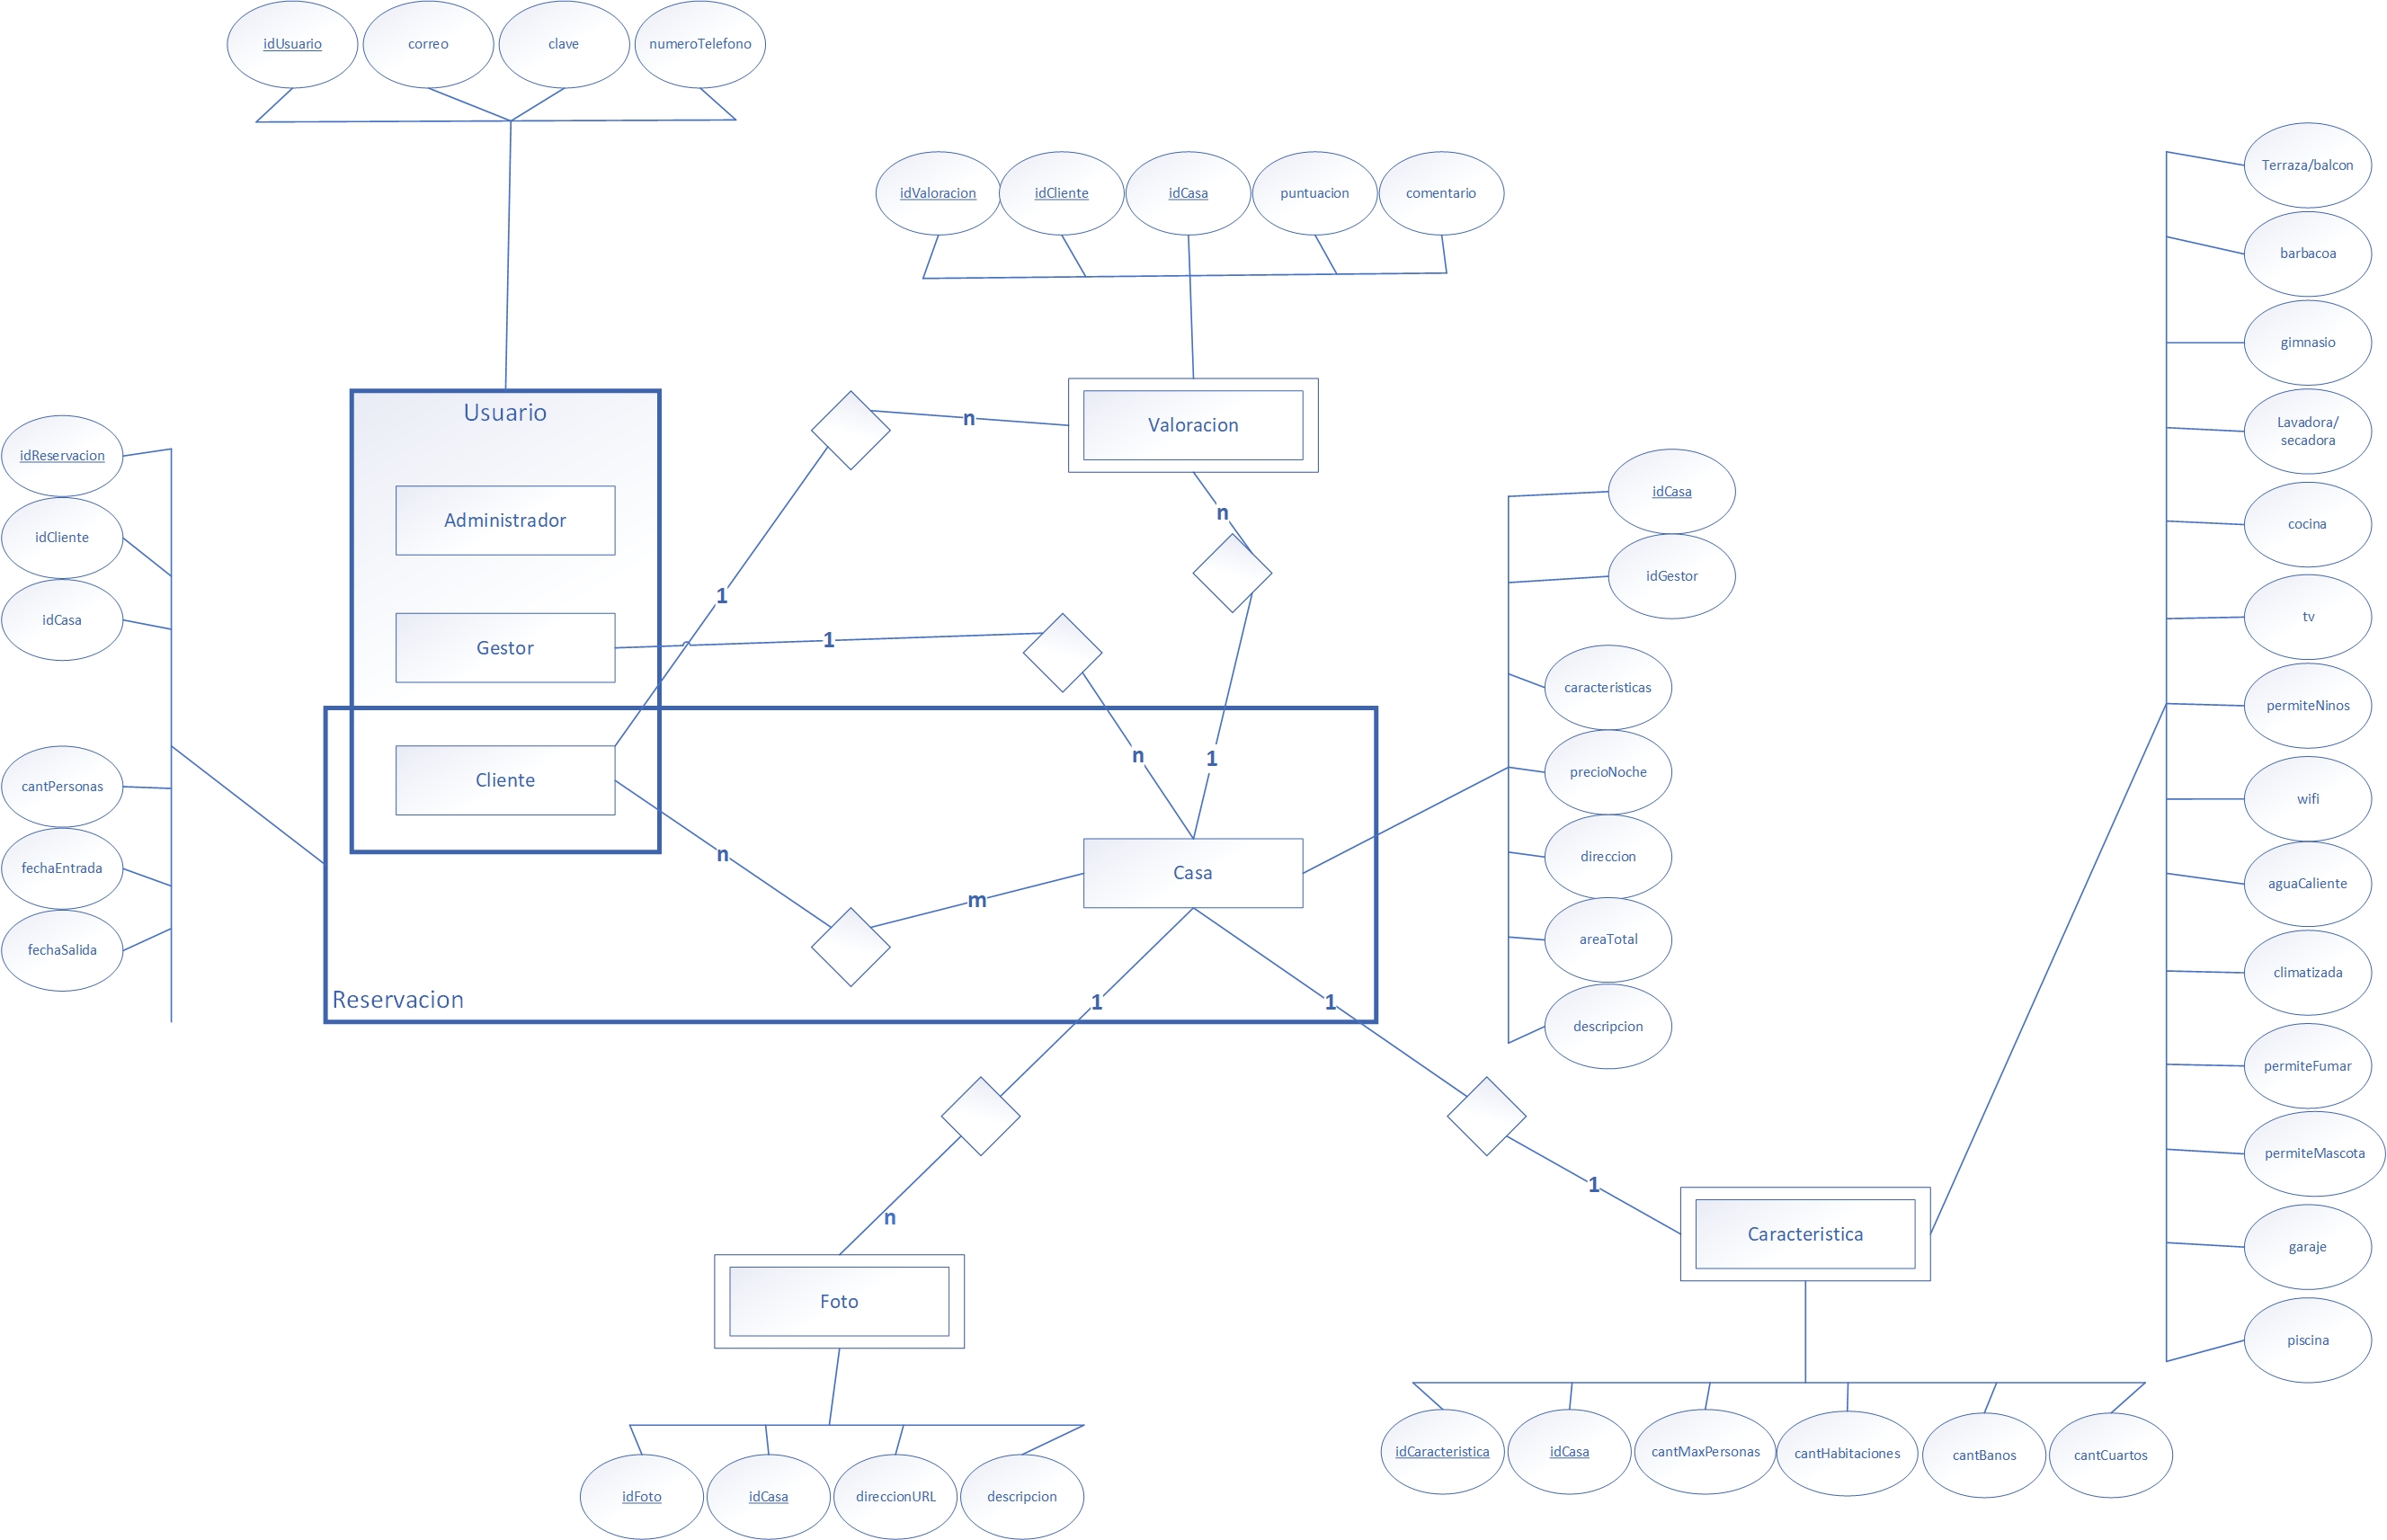 idUsuario
correo
clave
numeroTelefono
idValoracion
idCliente
idCasa
puntuacion
comentario
Terraza/balcon
barbacoa
gimnasio
Lavadora/
secadora
cocina
tv
permiteNinos
wifi
aguaCaliente
climatizada
permiteFumar
permiteMascota
garaje
piscina
Usuario
Administrador
Gestor
Cliente
Valoracion
n
n
1
1
n
1
n
m
idReservacion
idCliente
idCasa
cantPersonas
fechaEntrada
fechaSalida
idCasa
idGestor
caracteristicas
precioNoche
direccion
areaTotal
descripcion
Casa
Reservacion
1
1
n
1
Foto
Caracteristica
idFoto
idCasa
direccionURL
descripcion
idCaracteristica
idCasa
cantMaxPersonas
cantHabitaciones
cantBanos
cantCuartos